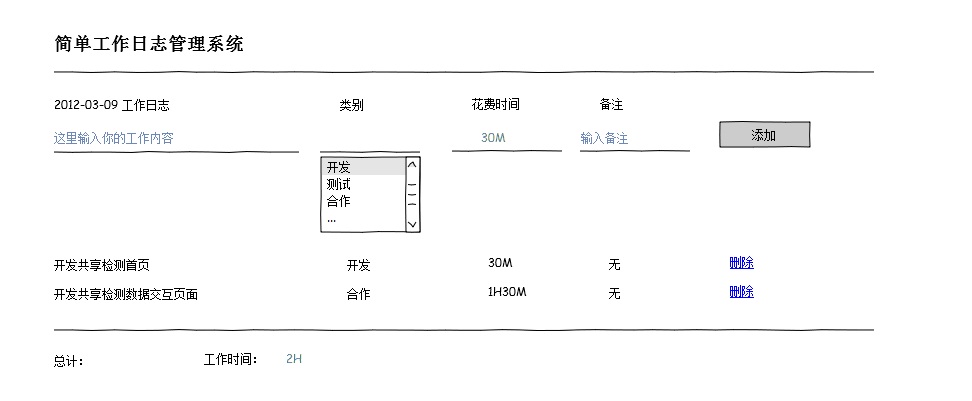 简单工作日志管理系统
2012-03-09 工作日志 类别 花费时间 备注
这里输入你的工作内容 30M 输入备注 添加
开发
测试
合作
...
开发共享检测首页 开发 30M 无 删除
开发共享检测数据交互页面 合作 1H30M 无 删除
总计： 工作时间： 2H